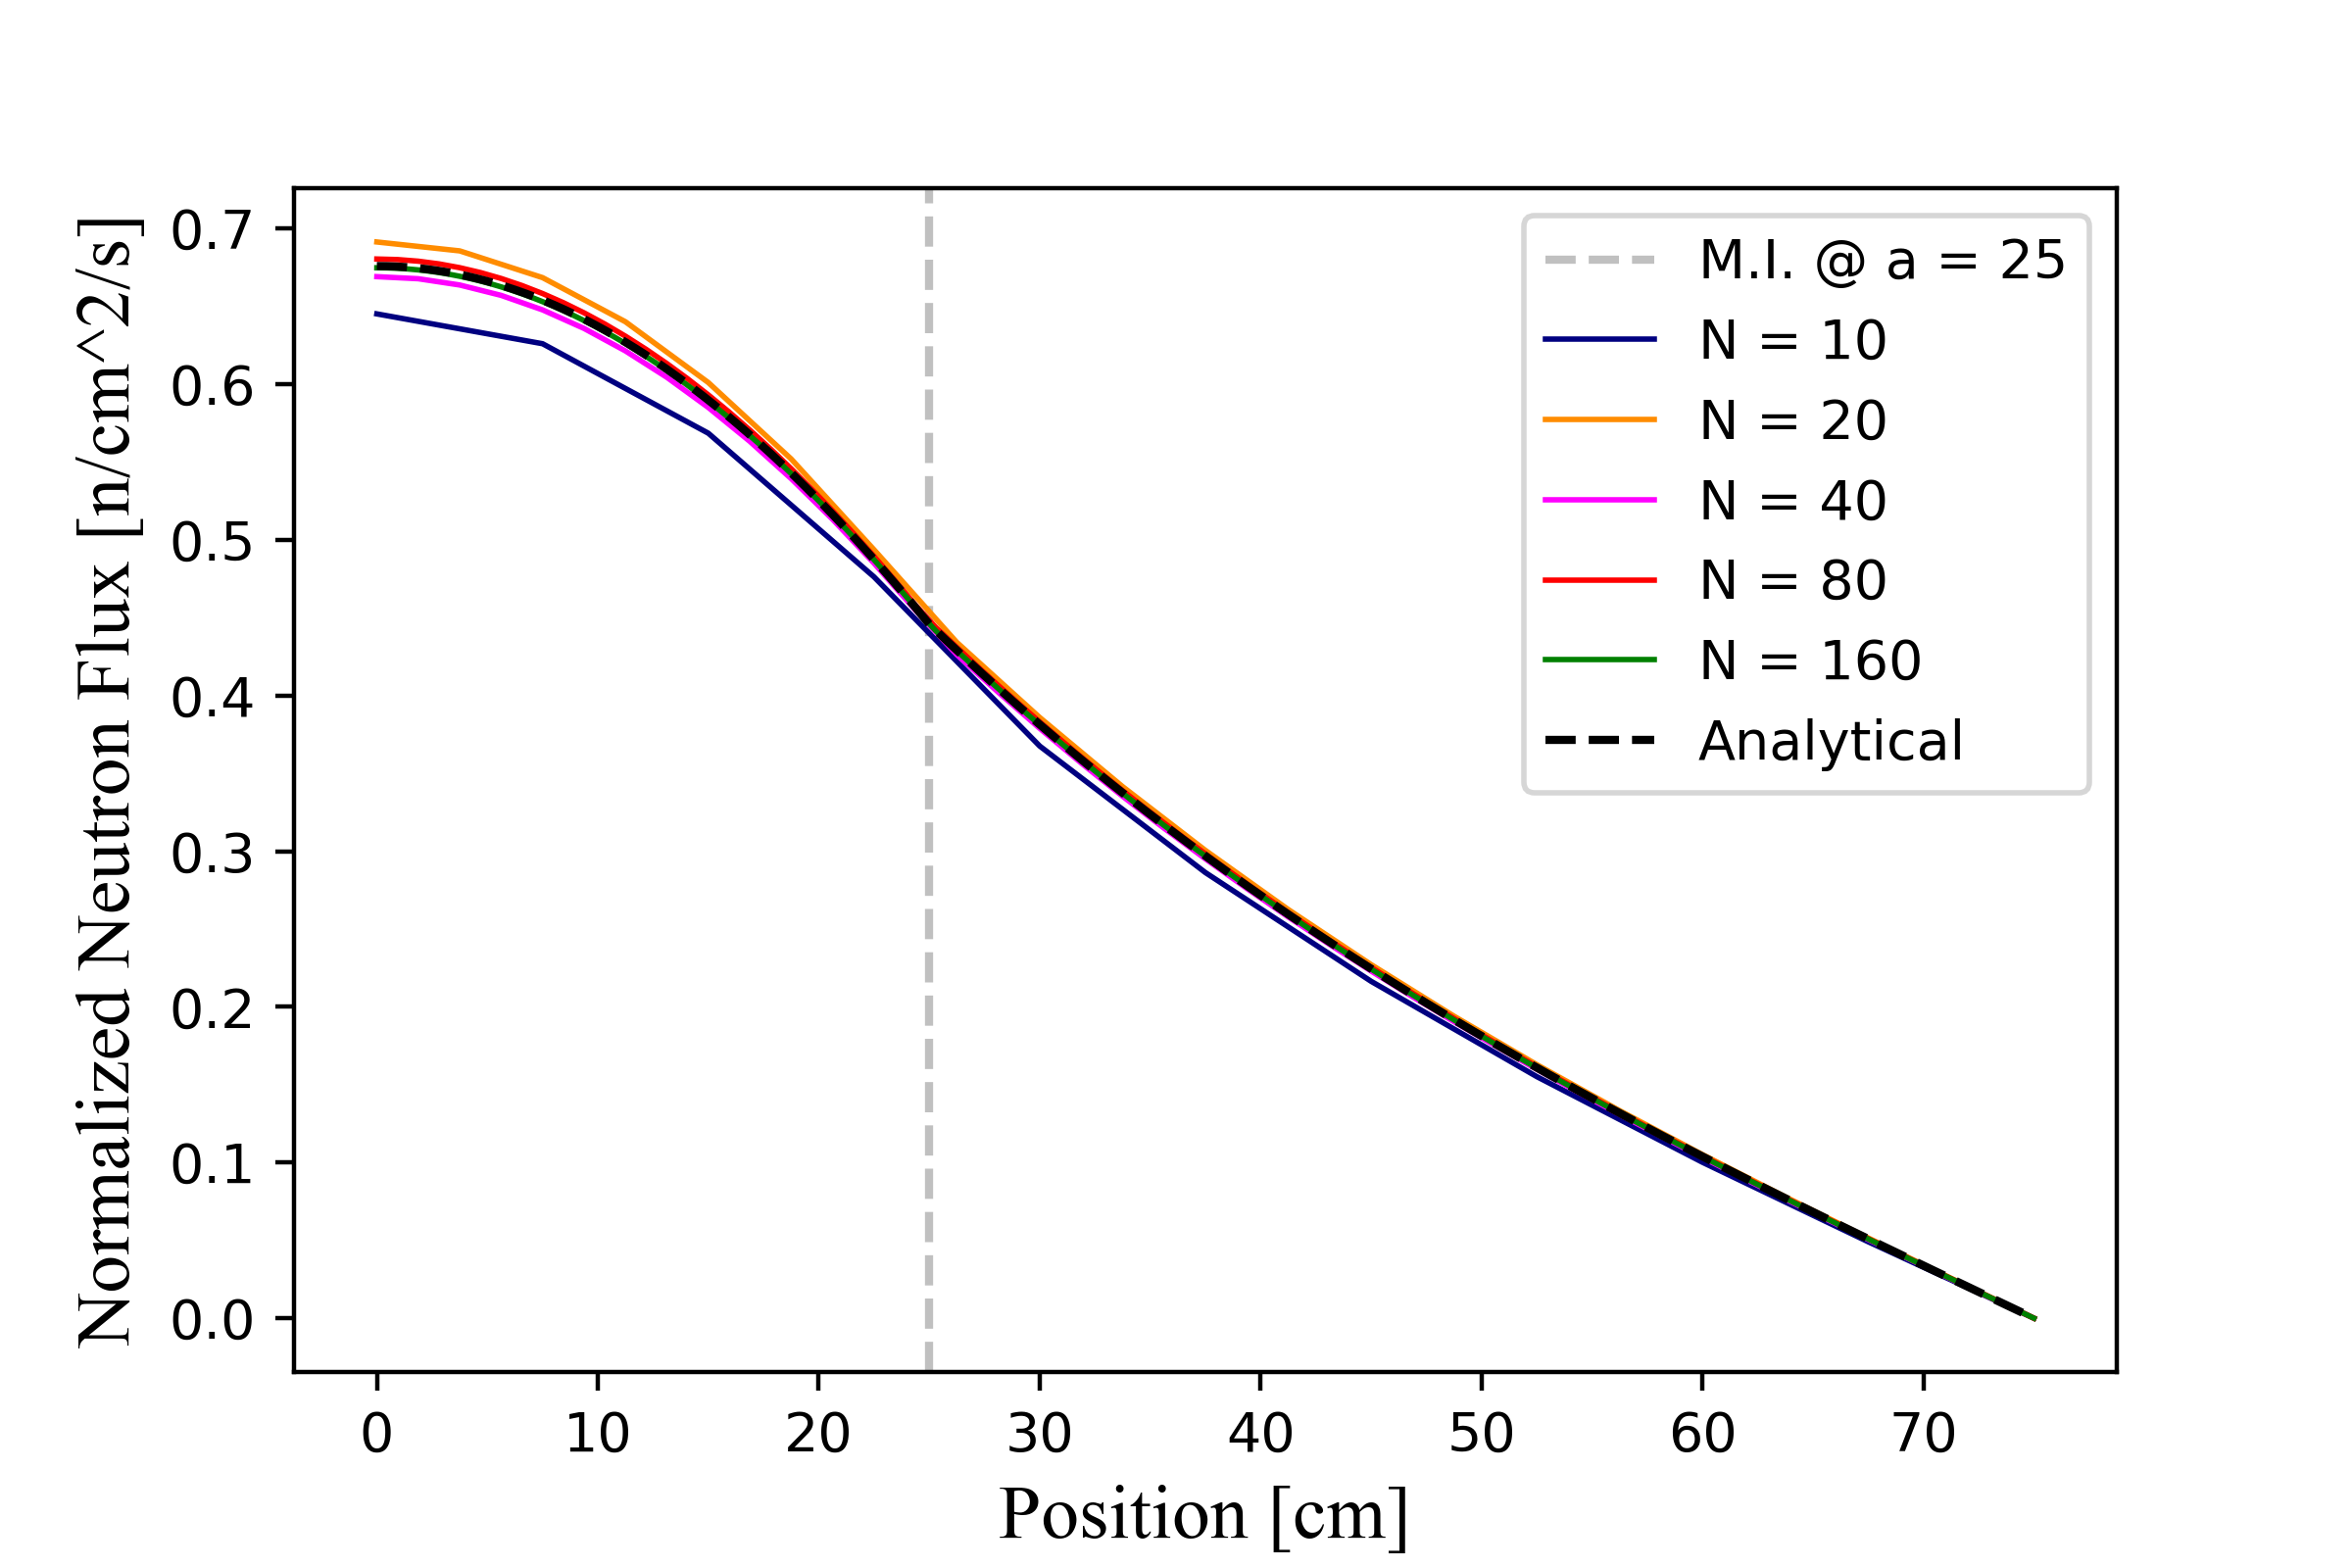 Normalized Neutron Flux [n/cm^2/s]
0.7
0.6
0.5
0.4
0.3
0.2
0.1
0.0
M.I. @ a = 25
N = 10
N = 20
N = 40
N = 80
N = 160
Analytical
0 10 20 30 40 50 60 70
Position [cm]